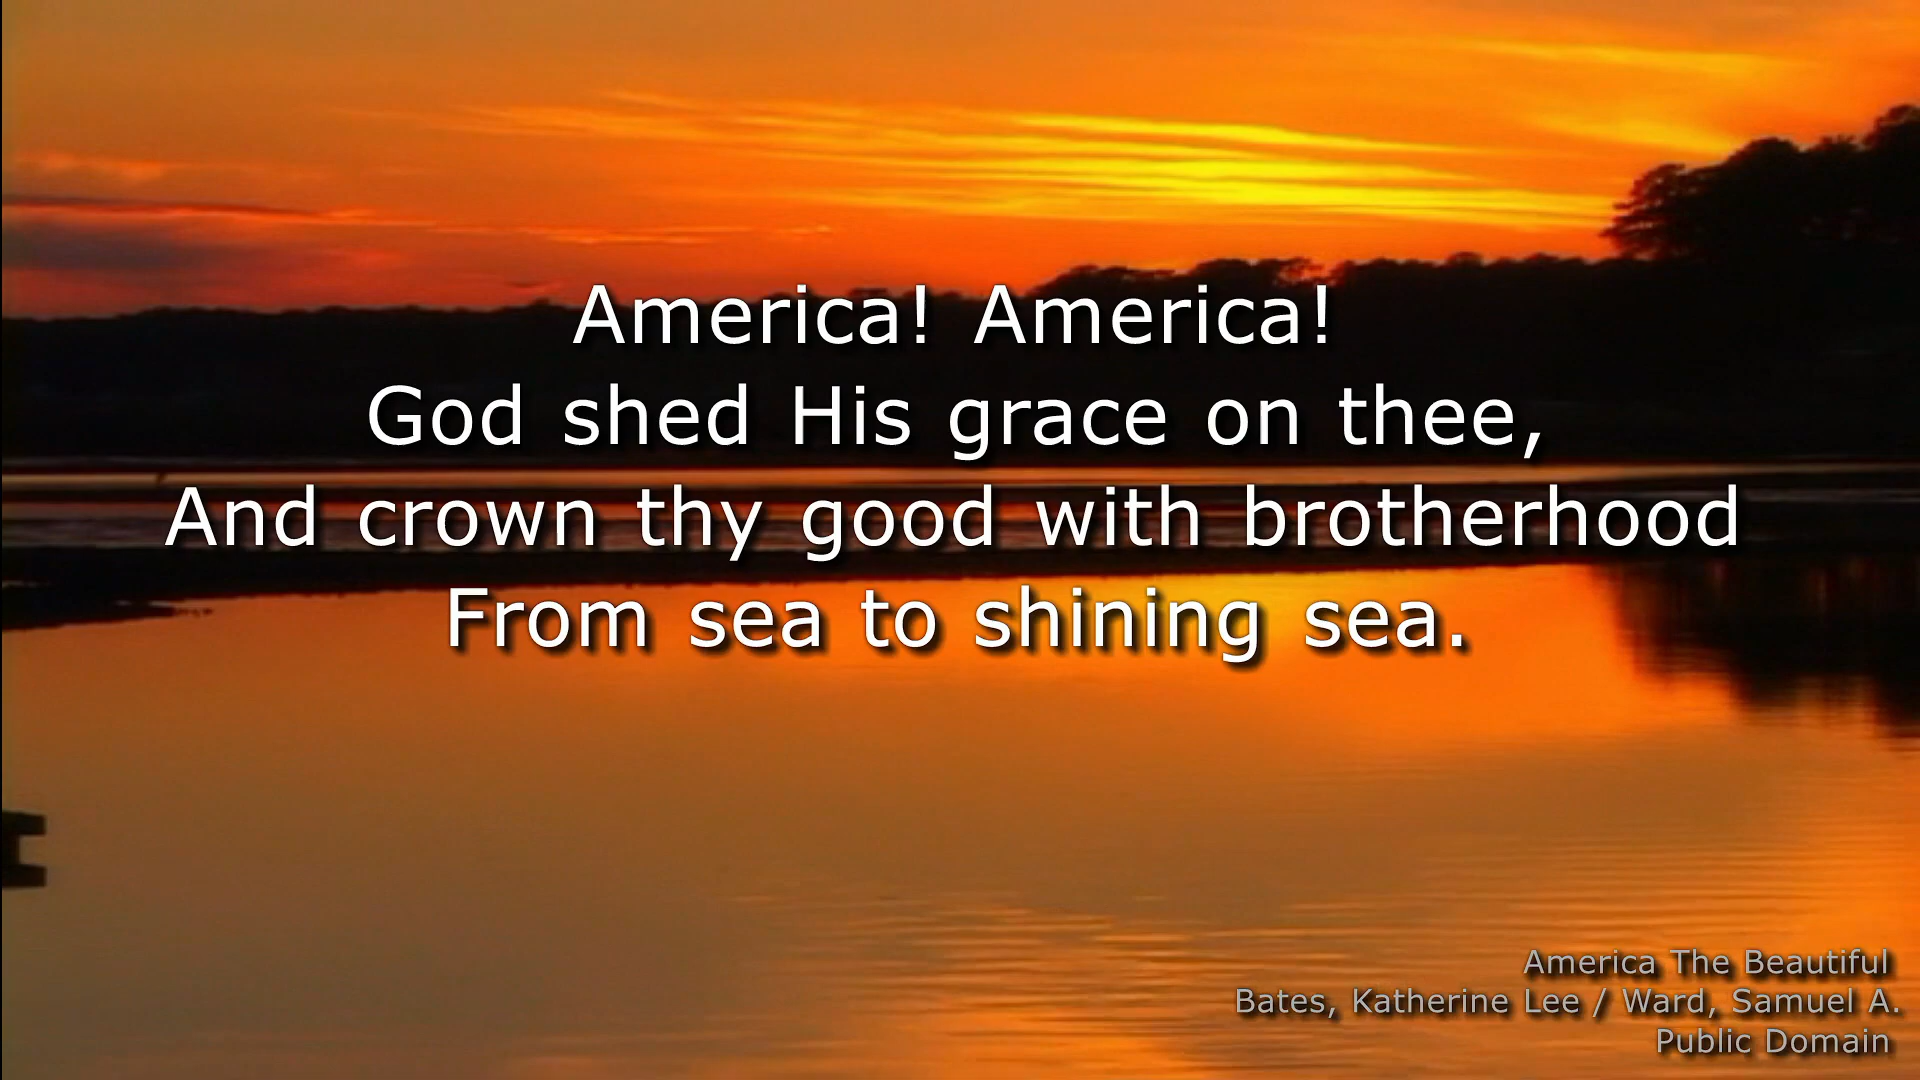 America! America!
God shed His grace on thee,
And crown thy good with brotherhood
From sea to shining sea.
America The Beautiful
Bates, Katherine Lee / Ward, Samuel A.
Public Domain